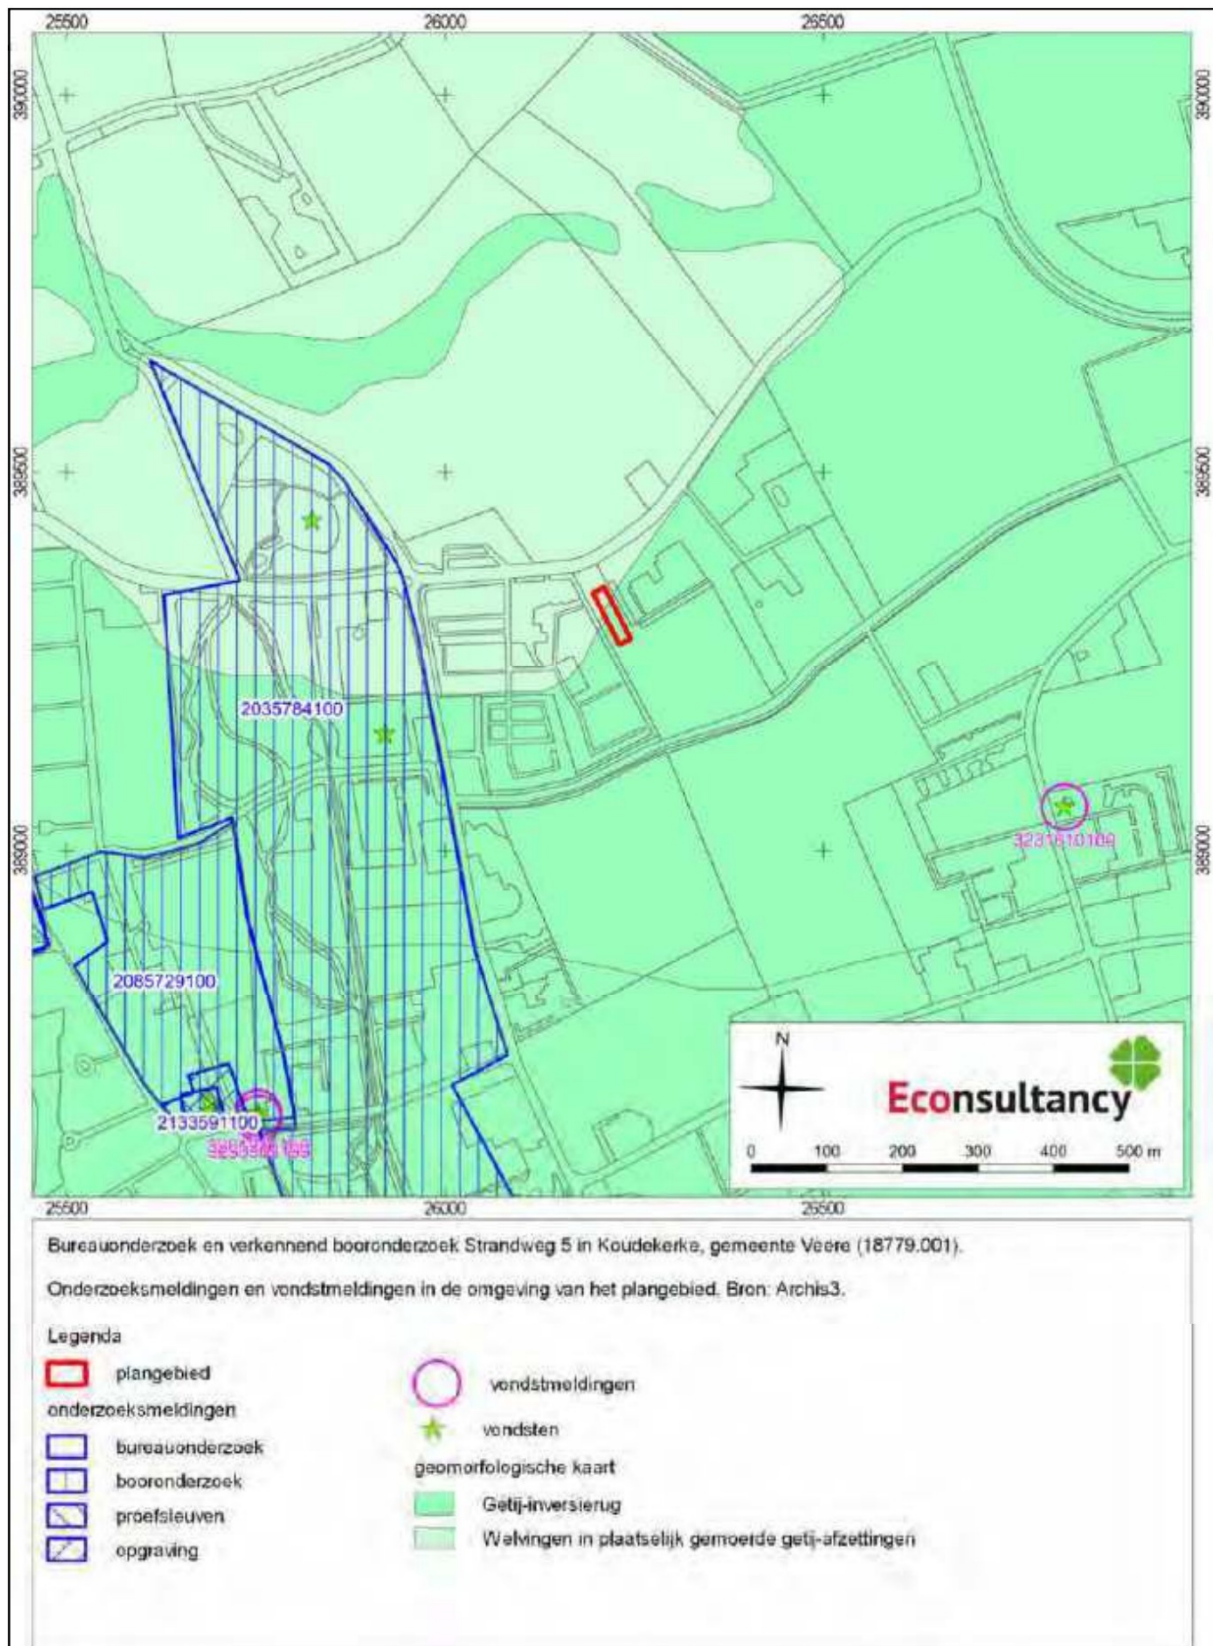 25500 26000 26500
390000 390000
389500 389500
2035784100
389000 389000
3231610100
2085729100
2133591100
N
Econsultancy
0 100 200 300 400 500 m
25500 26000 26500
Bureauonderzoek en verkennend booronderzoek Strandweg 5 in Koudekerke, gemeente Veere (18779.001).
Onderzoeksmeldingen en vondstmeldingen in de omgeving van het plangebied. Bron: Archis3.
Legenda
plangebied
onderzoeksmeldingen
bureauonderzoek
booronderzoek
proefsleuven
opgraving
vondstmeldingen
vondsten
geomorfologische kaart
Getij-inversierug
Welvingen in plaatselijk gemoerde getij-afzettingen